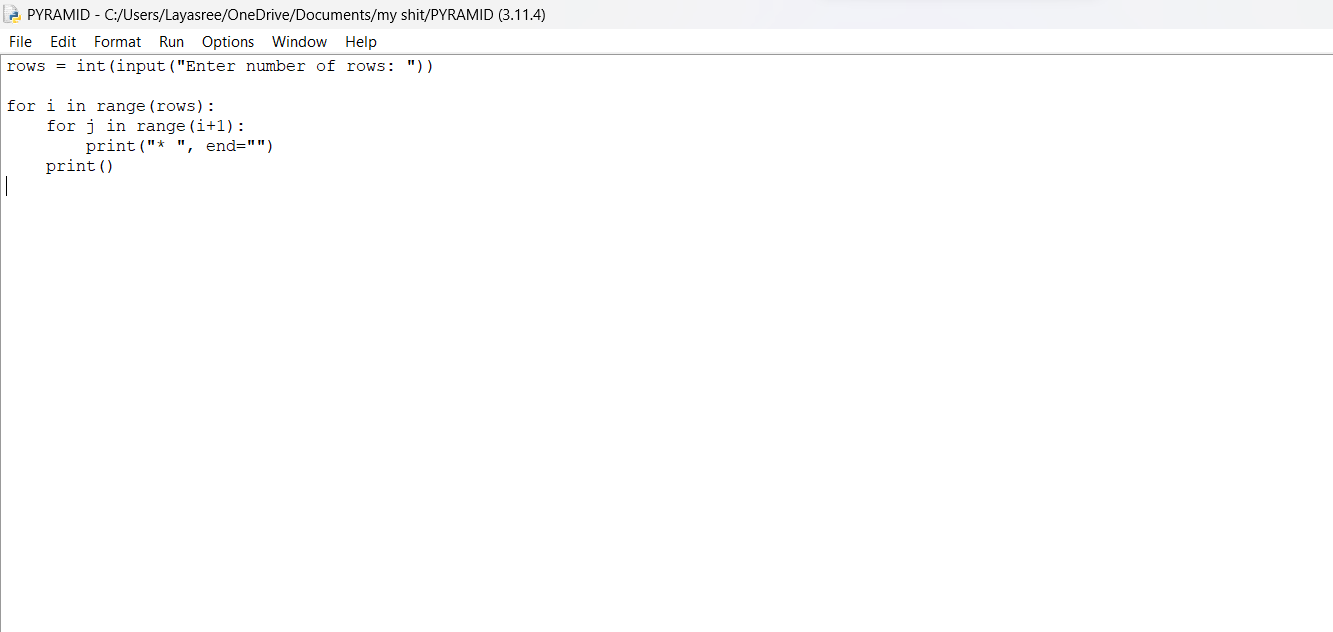 PYRAMID - C:/Users/Layasree/OneDrive/Documents/my shit/PYRAMID (3.11.4)
File Edit Format Run Options Window Help
rows = int(input("Enter number of rows: "))

for i in range(rows):
    for j in range(i+1):
        print("* ", end="")
    print()